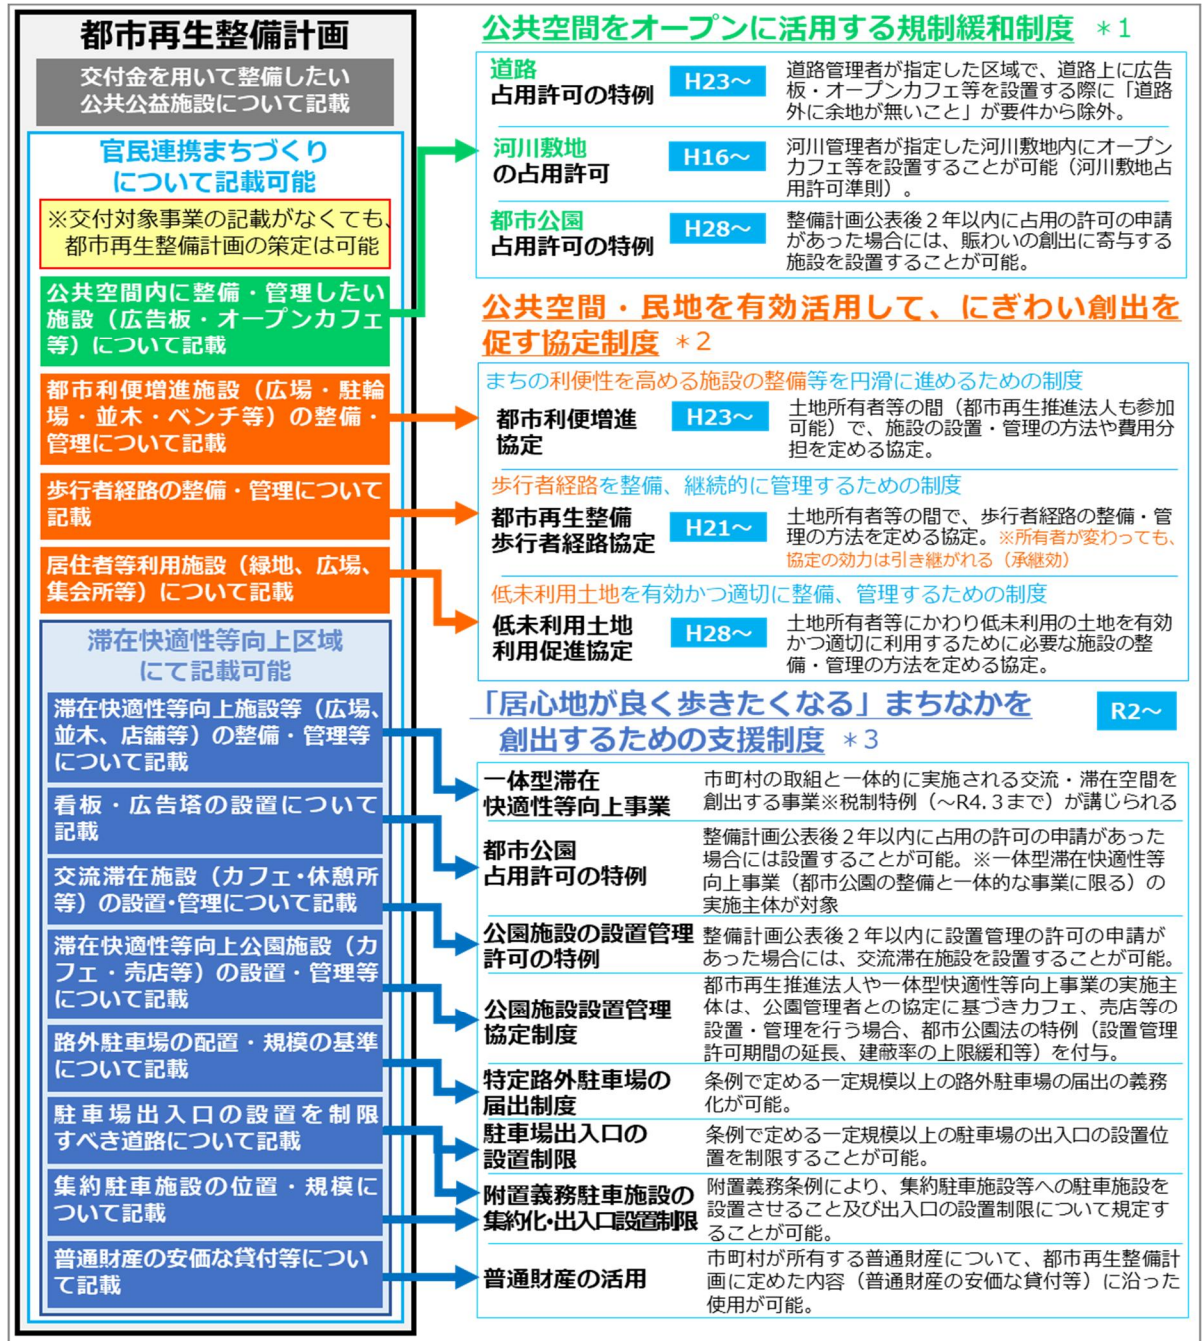 都市再生整備計画
交付金を用いて整備したい
公共公益施設について記載
官民連携まちづくり
について記載可能
※交付対象事業の記載がなくても、
都市再生整備計画の策定は可能
公共空間内に整備・管理したい
施設（広告板・オープンカフェ
等）について記載
都市利便増進施設（広場・駐輪
場・並木・ベンチ等）の整備・
管理について記載
歩行者経路の整備・管理について
記載
居住者等利用施設（緑地、広場、
集会所等）について記載
滞在快適性等向上区域
にて記載可能
滞在快適性等向上施設等（広場、
並木、店舗等）の整備・管理等
について記載
看板・広告塔の設置について
記載
交流滞在施設（カフェ・休憩所
等）の設置・管理について記載
滞在快適性等向上公園施設（カ
フェ・売店等）の設置・管理等
について記載
路外駐車場の配置・規模の基準
について記載
駐車場出入口の設置を制限
すべき道路について記載
集約駐車施設の位置・規模に
ついて記載
普通財産の安価な貸付等につい
て記載
公共空間をオープンに活用する規制緩和制度 ＊1
道路
占用許可の特例
H23～
道路管理者が指定した区域で、道路上に広告
板・オープンカフェ等を設置する際に「道路
外に余地が無いこと」が要件から除外。
河川敷地
の占用許可
H16～
河川管理者が指定した河川敷地内にオープン
カフェ等を設置することが可能（河川敷地占
用許可準則）。
都市公園
占用許可の特例
H28～
整備計画公表後２年以内に占用の許可の申請
があった場合には、賑わいの創出に寄与する
施設を設置することが可能。
公共空間・民地を有効活用して、にぎわい創出を
促す協定制度 ＊2
まちの利便性を高める施設の整備等を円滑に進めるための制度
都市利便増進
協定
H23～
土地所有者等の間（都市再生推進法人も参加
可能）で、施設の設置・管理の方法や費用分
担を定める協定。
歩行者経路を整備、継続的に管理するための制度
都市再生整備
歩行者経路協定
H21～
土地所有者等の間で、歩行者経路の整備・管
理の方法を定める協定。※所有者が変わっても、
協定の効力は引き継がれる（承継効）
低未利用土地を有効かつ適切に整備、管理するための制度
低未利用土地
利用促進協定
H28～
土地所有者等にかわり低未利用の土地を有効
かつ適切に利用するために必要な施設の整
備・管理の方法を定める協定。
「居心地が良く歩きたくなる」まちなかを
創出するための支援制度 ＊3
R2～
一体型滞在
快適性等向上事業
市町村の取組と一体的に実施される交流・滞在空間を
創出する事業※税制特例（～R4.3まで）が講じられる
都市公園
占用許可の特例
整備計画公表後２年以内に占用の許可の申請があった
場合には設置することが可能。※一体型滞在快適性等
向上事業（都市公園の整備と一体的な事業に限る）の
実施主体が対象
公園施設の設置管理
許可の特例
整備計画公表後２年以内に設置管理の許可の申請が
あった場合には、交流滞在施設を設置することが可能。
公園施設設置管理
協定制度
都市再生推進法人や一体型快適性等向上事業の実施主
体は、公園管理者との協定に基づきカフェ、売店等の
設置・管理を行う場合、都市公園法の特例（設置管理
許可期間の延長、建蔽率の上限緩和等）を付与。
特定路外駐車場の
届出制度
条例で定める一定規模以上の路外駐車場の届出の義務
化が可能。
駐車場出入口の
設置制限
条例で定める一定規模以上の駐車場の出入口の設置位
置を制限することが可能。
附置義務駐車施設の
集約化・出入口設置制限
附置義務条例により、集約駐車施設等への駐車施設を
設置させること及び出入口の設置制限について規定す
ることが可能。
普通財産の活用
市町村が所有する普通財産について、都市再生整備計
画に定めた内容（普通財産の安価な貸付等）に沿った
使用が可能。